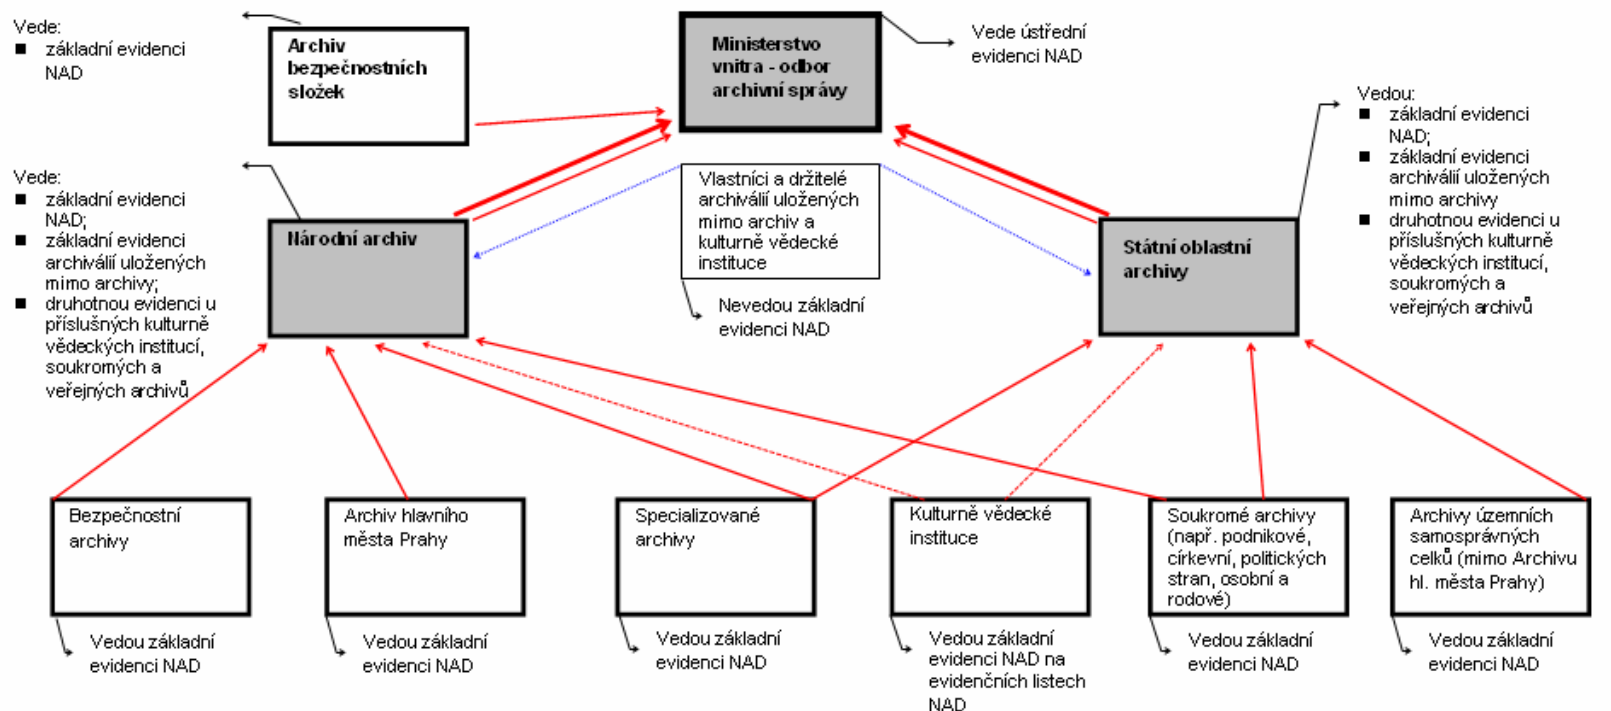 Vede:
■ základní evidenci
NAD
Archiv
bezpečnostních
složek
Ministerstvo
vnitra - odbor
archivní správy
Vede ústřední
evidenci NAD
Vede:
■ základní evidenci
NAD;
■ základní evidenci
archiválií uložených
mimo archivy;
■ druhotnou evidenci u
příslušných kulturně
vědeckých institucí,
soukromých a
veřejných archivů
Národní archiv
Vlastníci a držitelé
archiválií uložených
mimo archiv a
kulturně vědecké
instituce
Nevedou základní
evidenci NAD
Státní oblastní
archivy
Vedou:
■ základní evidenci
NAD;
■ základní evidenci
archiválií uložených
mimo archivy
■ druhotnou evidenci u
příslušných kulturně
vědeckých institucí,
soukromých a
veřejných archivů
Bezpečnostní
archivy
Vedou základní
evidenci NAD
Archiv hlavního
města Prahy
Vedou základní
evidenci NAD
Specializované
archivy
Vedou základní
evidenci NAD
Kulturně vědecké
instituce
Vedou základní
evidenci NAD na
evidenčních listech
NAD
Soukromé archivy
(např. podnikové,
církevní, politických
stran, osobní a
rodové)
Vedou základní
evidenci NAD
Archivy územních
samosprávných
celků (mimo Archivu
hl. města Prahy)
Vedou základní
evidenci NAD